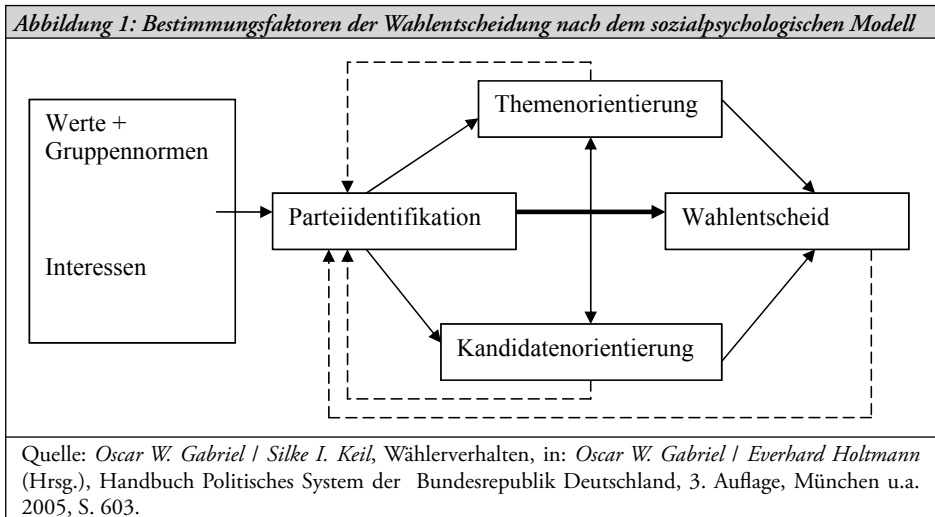 Abbildung 1: Bestimmungsfaktoren der Wahlentscheidung nach dem sozialpsychologischen Modell
Themenorientierung
Werte +
Gruppennormen
Parteiidentifikation
Wahlentscheid
Interessen
Kandidatenorientierung
Quelle: Oscar W. Gabriel / Silke I. Keil, Wählerverhalten, in: Oscar W. Gabriel / Everhard Holtmann
(Hrsg.), Handbuch Politisches System der Bundesrepublik Deutschland, 3. Auflage, München u.a.
2005, S. 603.